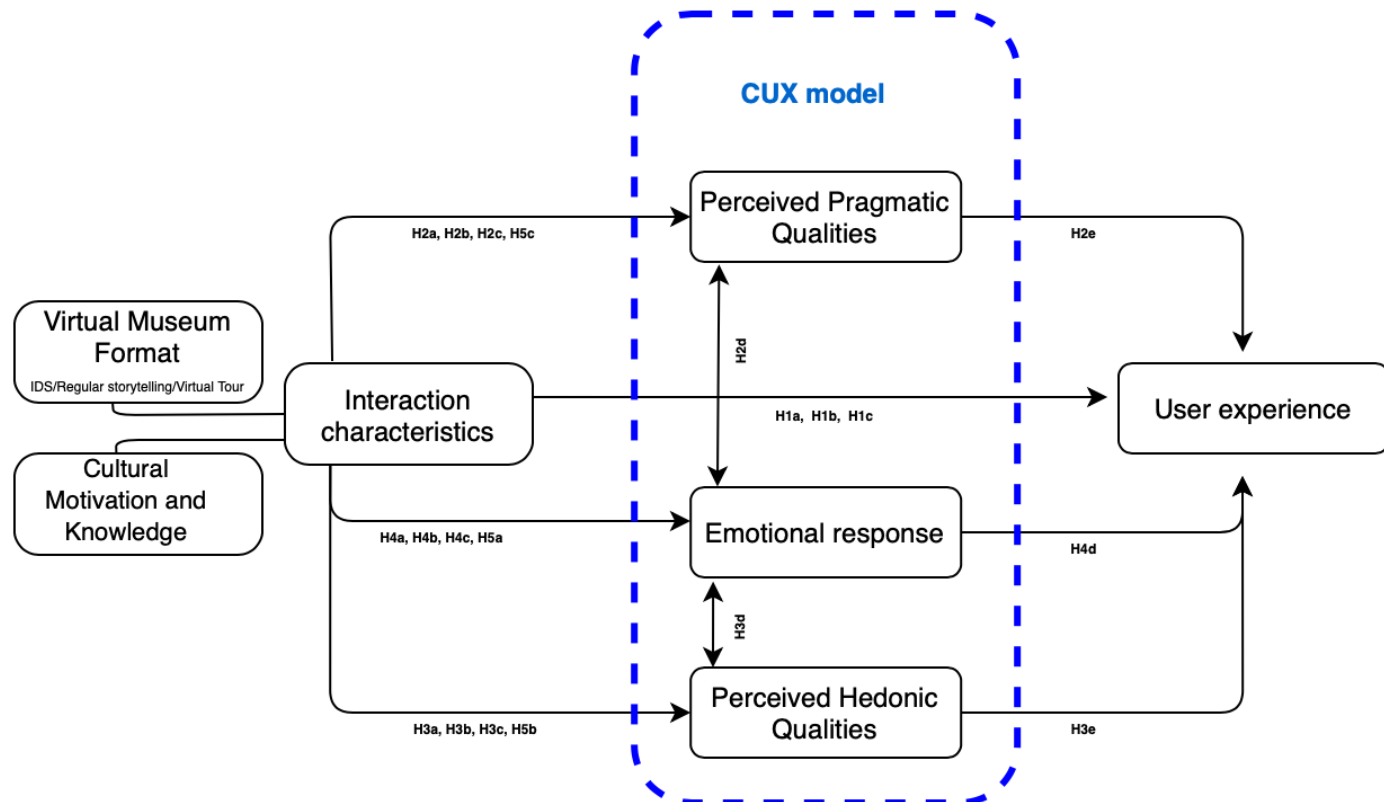 CUX model
Perceived Pragmatic
Qualities
H2a, H2b, H2c, H5c
H2e
Virtual Museum
Format
IDS/Regular storytelling/Virtual Tour
H2d
Interaction
characteristics
H1a, H1b, H1c
User experience
Cultural
Motivation and
Knowledge
Emotional response
H4a, H4b, H4c, H5a
H4d
H3d
Perceived Hedonic
Qualities
H3a, H3b, H3c, H5b
H3e